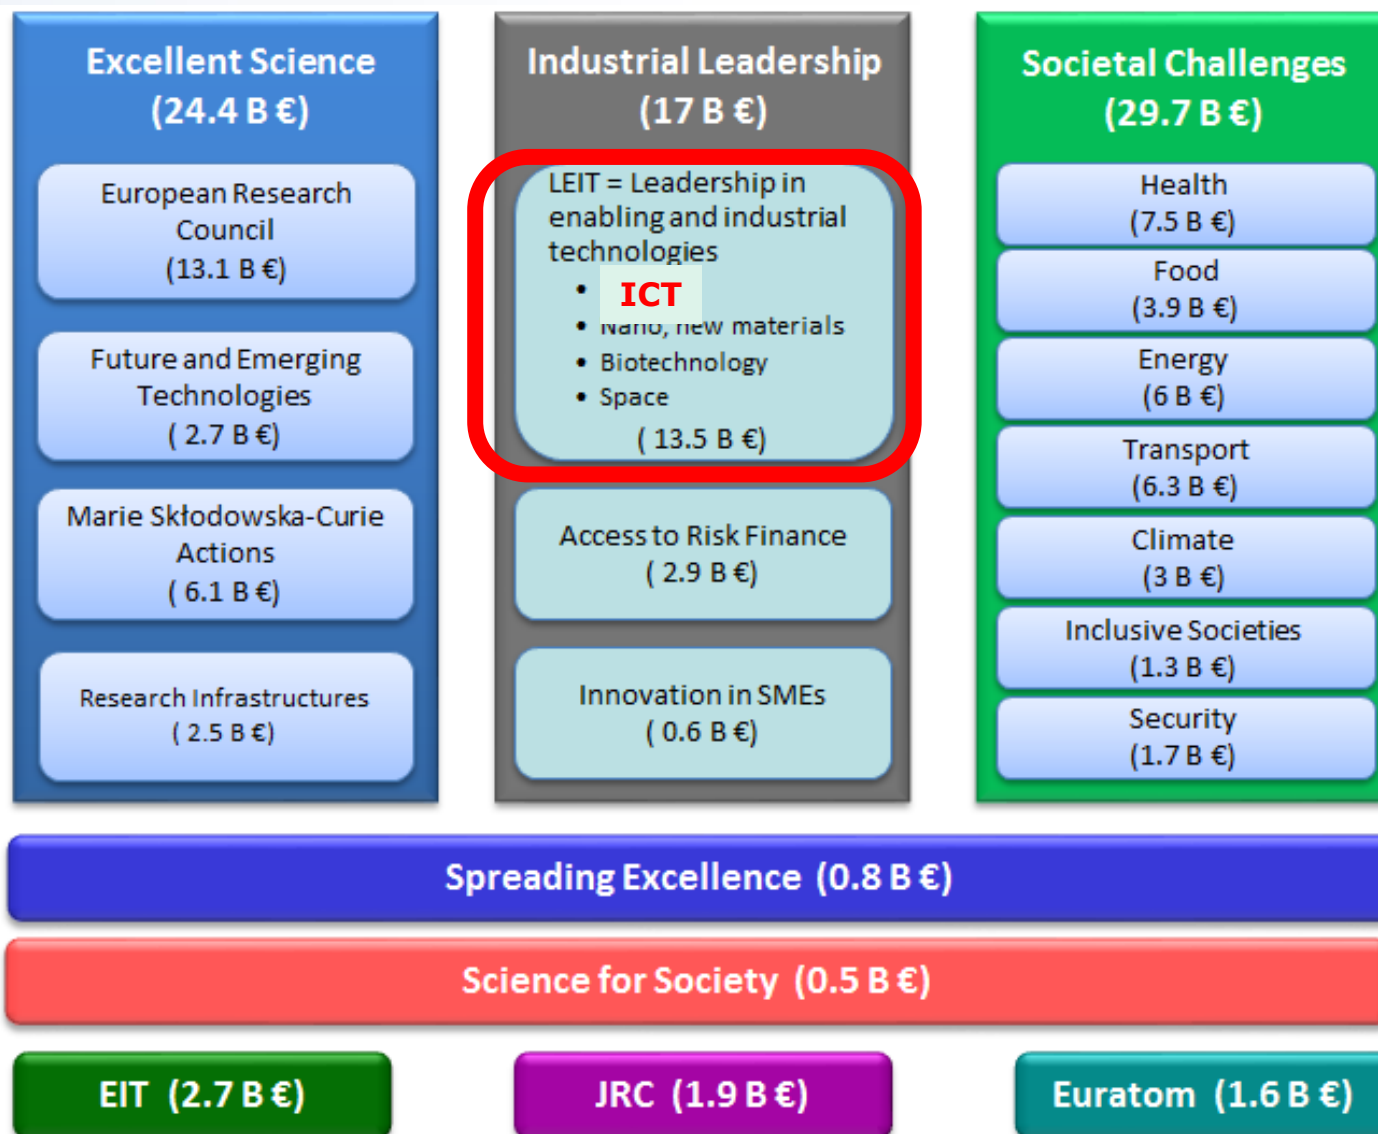 Excellent Science
(24.4 B €)
European Research
Council
(13.1 B €)
Future and Emerging
Technologies
( 2.7 B €)
Marie Skłodowska-Curie
Actions
( 6.1 B €)
Research Infrastructures
( 2.5 B €)
Industrial Leadership
(17 B €)
LEIT = Leadership in
enabling and industrial
technologies
• ICT
• Nano, new materials
• Biotechnology
• Space
( 13.5 B €)
Access to Risk Finance
( 2.9 B €)
Innovation in SMEs
( 0.6 B €)
Societal Challenges
(29.7 B €)
Health
(7.5 B €)
Food
(3.9 B €)
Energy
(6 B €)
Transport
(6.3 B €)
Climate
(3 B €)
Inclusive Societies
(1.3 B €)
Security
(1.7 B €)
Spreading Excellence (0.8 B €)
Science for Society (0.5 B €)
EIT (2.7 B €)
JRC (1.9 B €)
Euratom (1.6 B €)